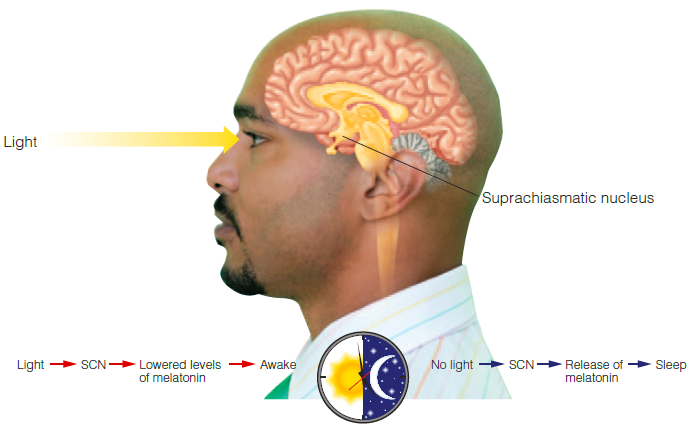 Light
Suprachiasmatic nucleus
Light SCN Lowered levels of melatonin Awake
No light SCN Release of melatonin Sleep